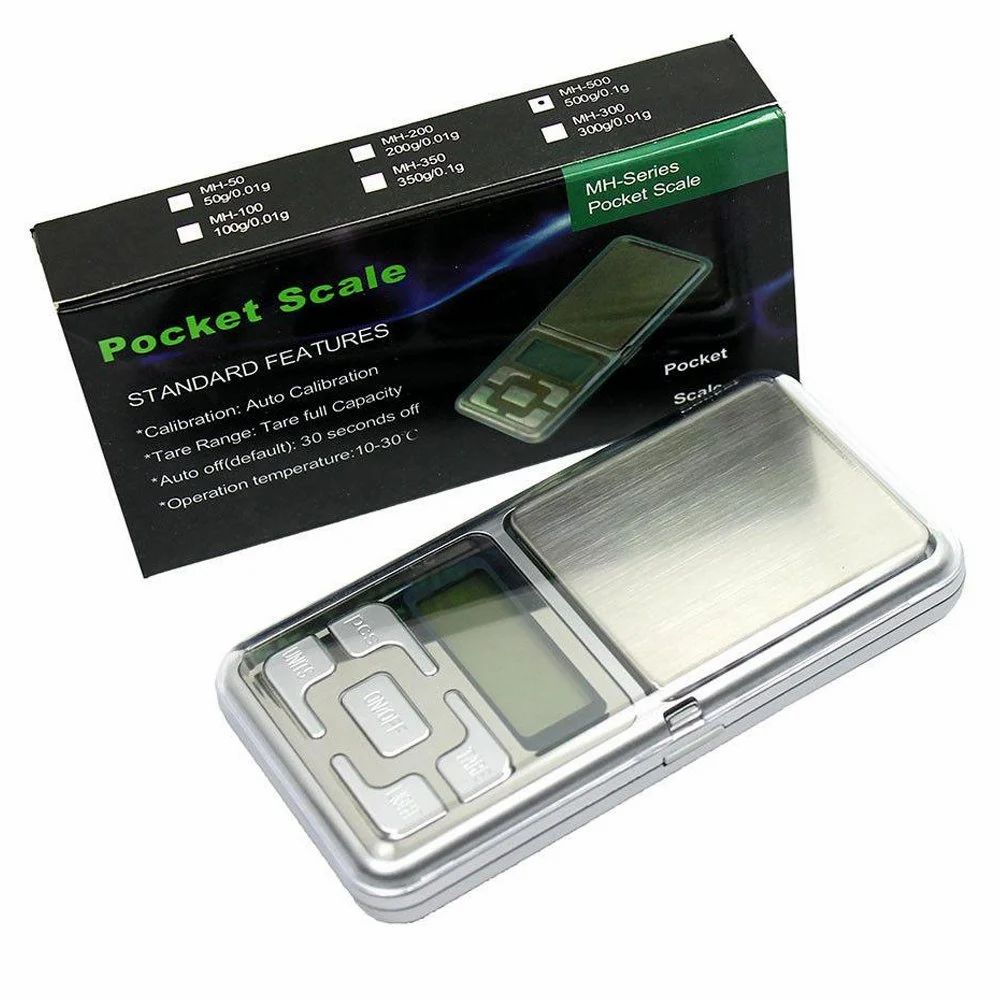 MH-50
50g/0.01g
MH-100
100g/0.01g
MH-200
200g/0.01g
MH-350
350g/0.1g
MH-500
500g/0.1g
MH-300
300g/0.01g
MH-Series
Pocket Scale
Pocket Scale
STANDARD FEATURES
*Calibration: Auto Calibration
*Tare Range: Tare full Capacity
*Auto off(default): 30 seconds off
*Operation temperature:10-30℃
Pocket
Scale
PCS
UNITS
ON/OFF
TARE